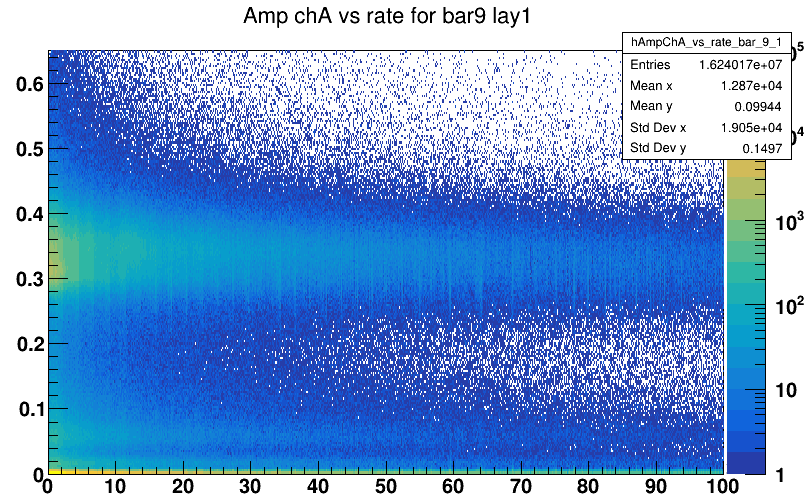 Amp chA vs rate for bar9 lay1
hAmpChA_vs_rate_bar_9_1
Entries 1.624017e+07
Mean x 1.287e+04
Mean y 0.09944
Std Dev x 1.905e+04
Std Dev y 0.1497
0.6
0.5
0.4
0.3
0.2
0.1
0
0 10 20 30 40 50 60 70 80 90 100
10³
10²
10
1